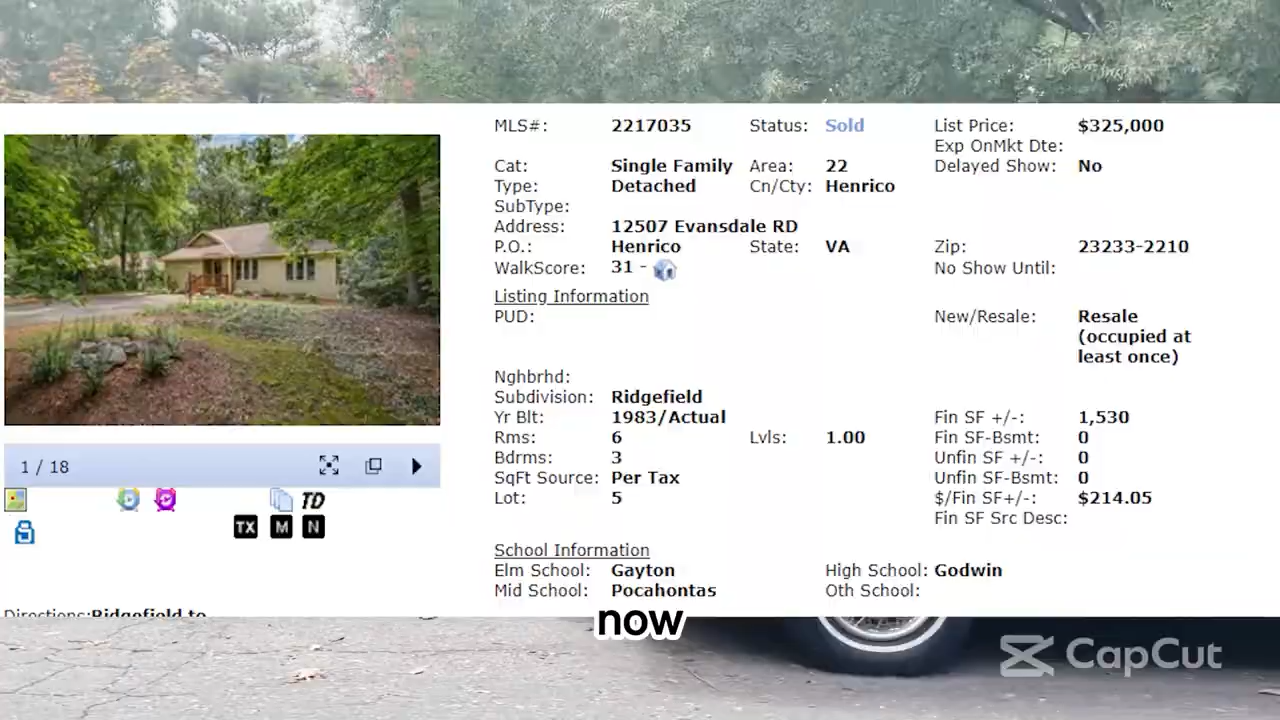 MLS#: 2217035 Status: Sold List Price: $325,000
Exp OnMkt Dte:
Cat: Single Family Area: 22 Delayed Show: No
Type: Detached Cn/Cty: Henrico
SubType:
Address: 12507 Evansdale RD
P.O.: Henrico State: VA Zip: 23233-2210
WalkScore: 31 - No Show Until:
Listing Information
PUD: New/Resale: Resale
(occupied at
least once)
Nghbrhd:
Subdivision: Ridgefield
Yr Blt: 1983/Actual Fin SF +/-: 1,530
Rms: 6 Lvls: 1.00 Fin SF-Bsmt: 0
Bdrms: 3 Unfin SF +/-: 0
SqFt Source: Per Tax Unfin SF-Bsmt: 0
Lot: 5 $/Fin SF+/-: $214.05
Fin SF Src Desc:
1 / 18
TD
TX M N
School Information
Elm School: Gayton High School: Godwin
Mid School: Pocahontas Oth School:
Directions:Ridgefield to
now
CapCut